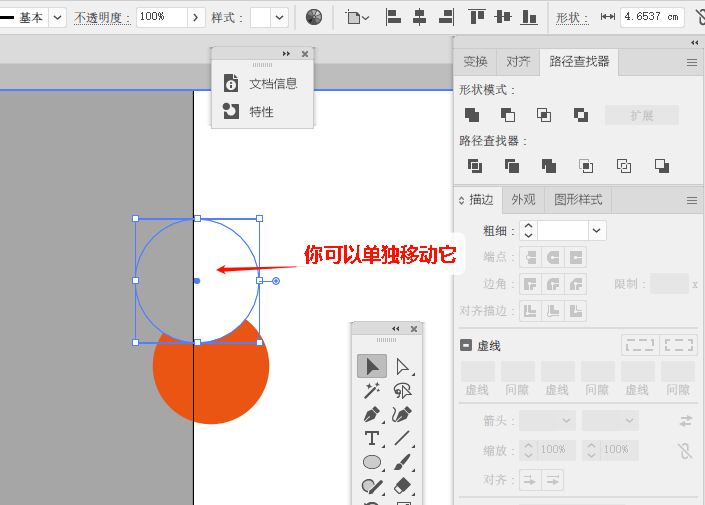 基本 不透明度： 100% 样式： 形状： 4.6537 cm
文档信息
特性
变换 对齐 路径查找器
形状模式：
扩展
路径查找器：
描边 外观 图形样式
粗细：
你可以单独移动它
端点：
边角： 限制： x
对齐描边：
虚线
虚线 间隙 虚线 间隙 虚线 间隙
箭头：
缩放： 100% 100%
对齐：